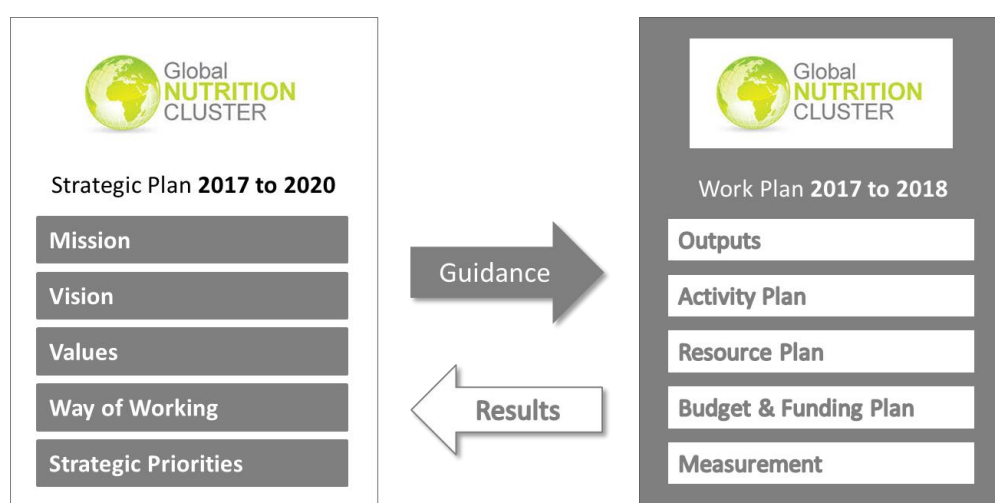 Global
NUTRITION
CLUSTER
Strategic Plan 2017 to 2020
Mission
Vision
Values
Way of Working
Strategic Priorities
Guidance
Results
Global
NUTRITION
CLUSTER
Work Plan 2017 to 2018
Outputs
Activity Plan
Resource Plan
Budget & Funding Plan
Measurement